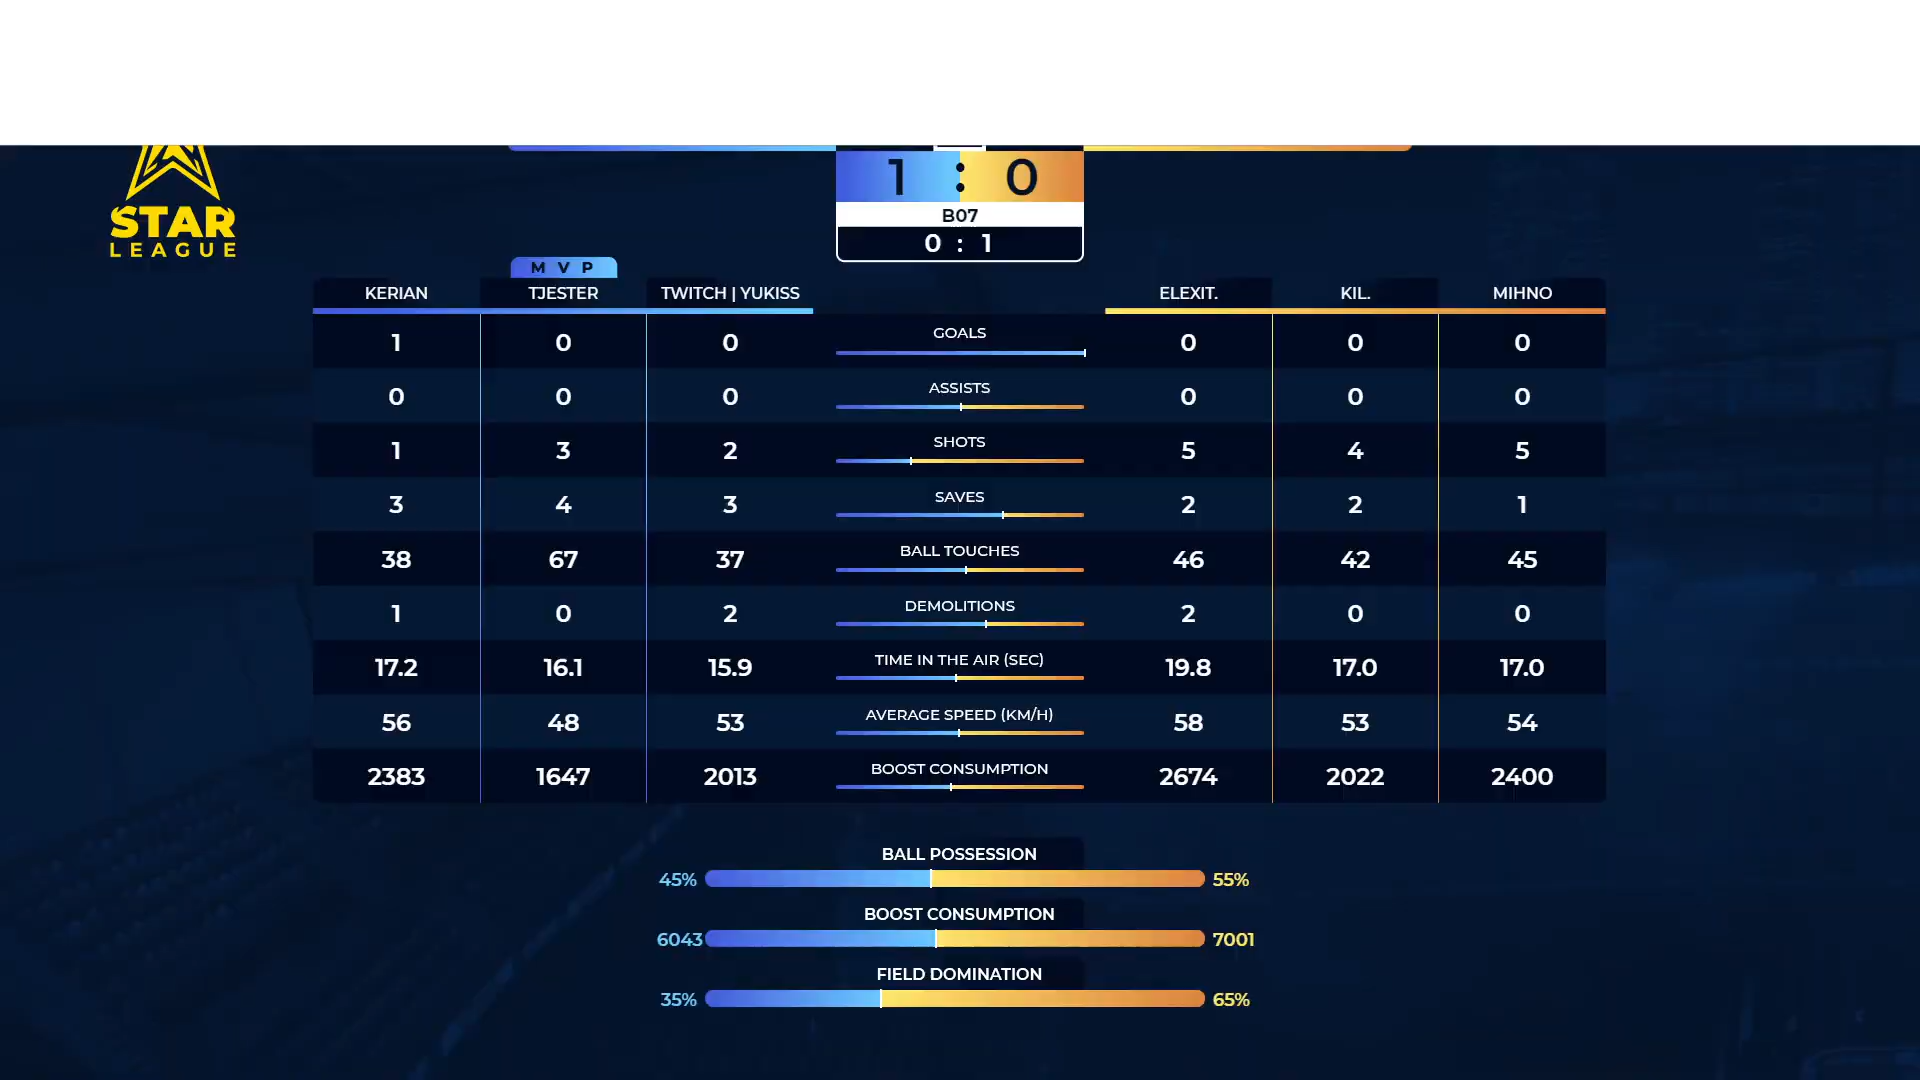 STAR
LEAGUE
1 : 0
B07
0 : 1
MVP
KERIAN TJESTER TWITCH | YUKISS ELEXIT. KIL. MIHNO
1 0 0 GOALS 0 0 0
0 0 0 ASSISTS 0 0 0
1 3 2 SHOTS 5 4 5
3 4 3 SAVES 2 2 1
38 67 37 BALL TOUCHES 46 42 45
1 0 2 DEMOLITIONS 2 0 0
17.2 16.1 15.9 TIME IN THE AIR (SEC) 19.8 17.0 17.0
56 48 53 AVERAGE SPEED (KM/H) 58 53 54
2383 1647 2013 BOOST CONSUMPTION 2674 2022 2400
BALL POSSESSION
45% 55%
BOOST CONSUMPTION
6043 7001
FIELD DOMINATION
35% 65%